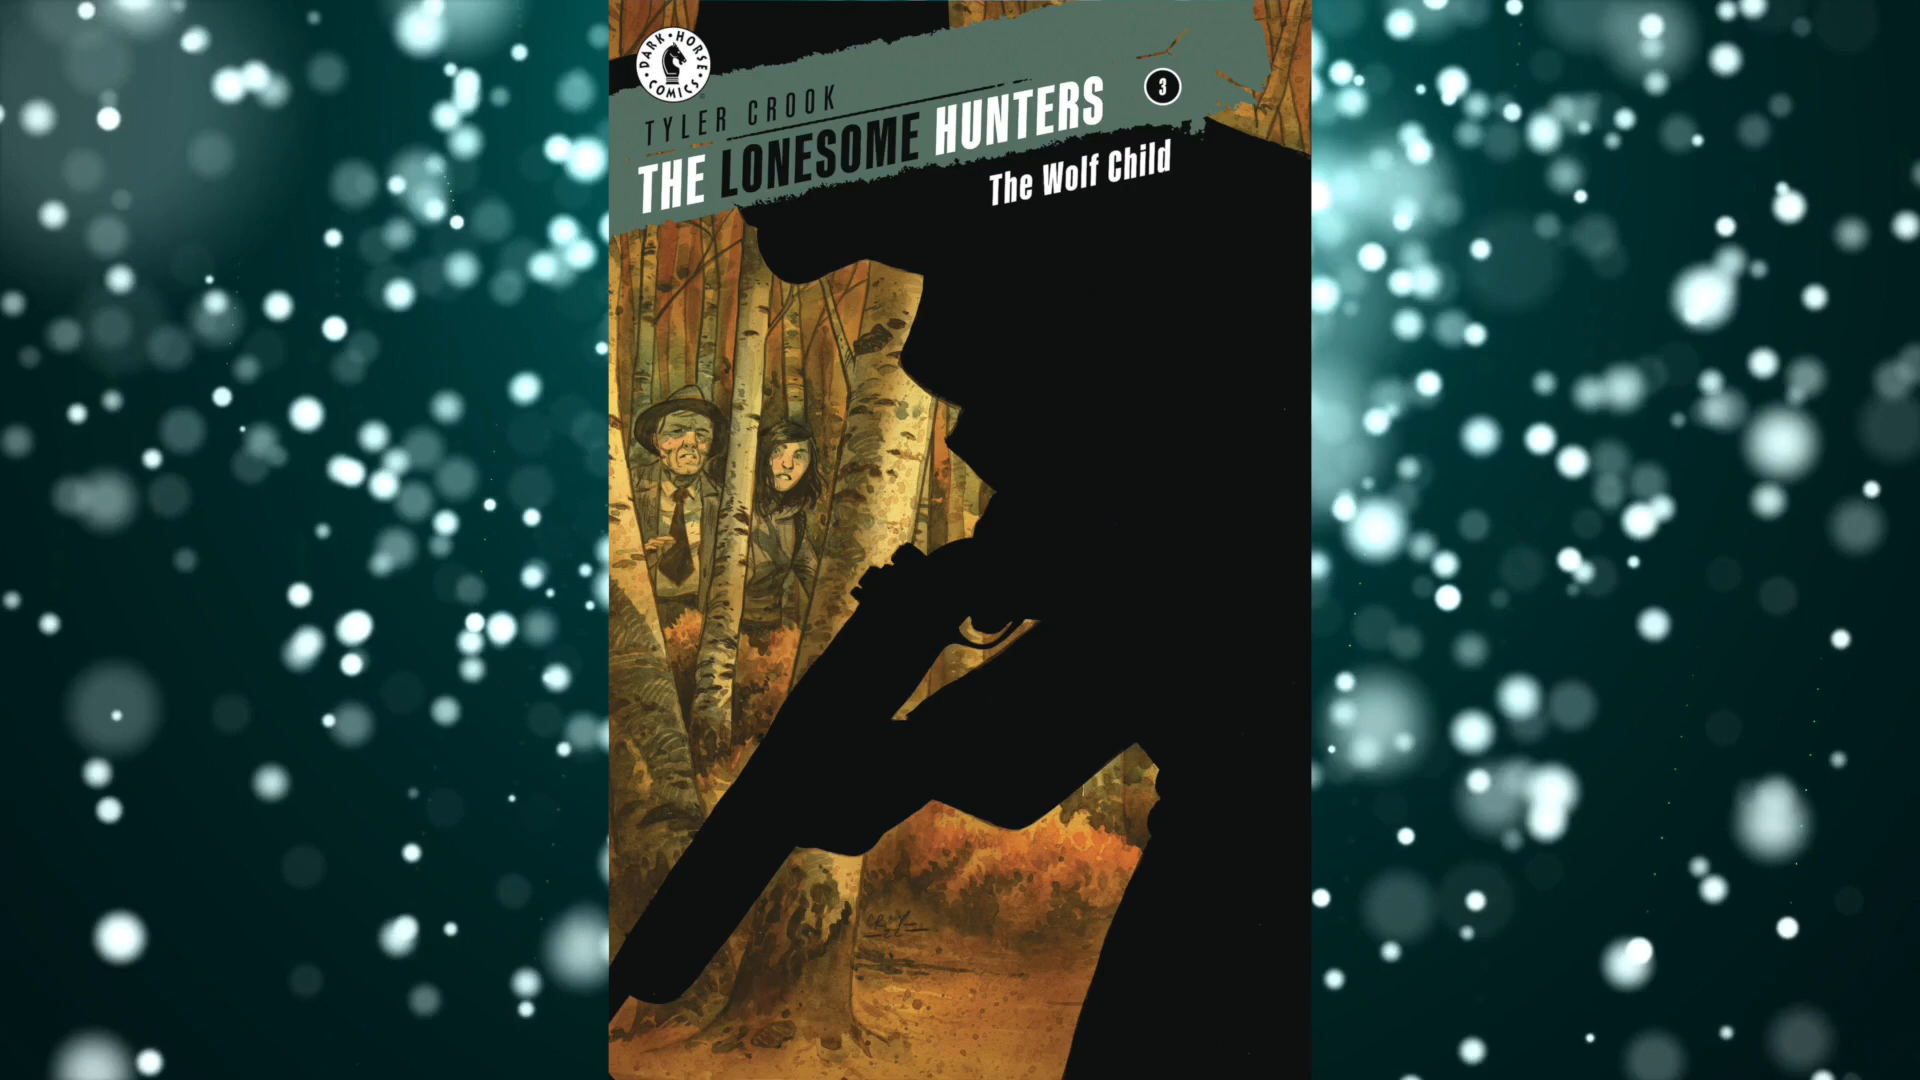 DARK HORSE COMICS
TYLER CROOK
THE LONESOME HUNTERS
3
The Wolf Child